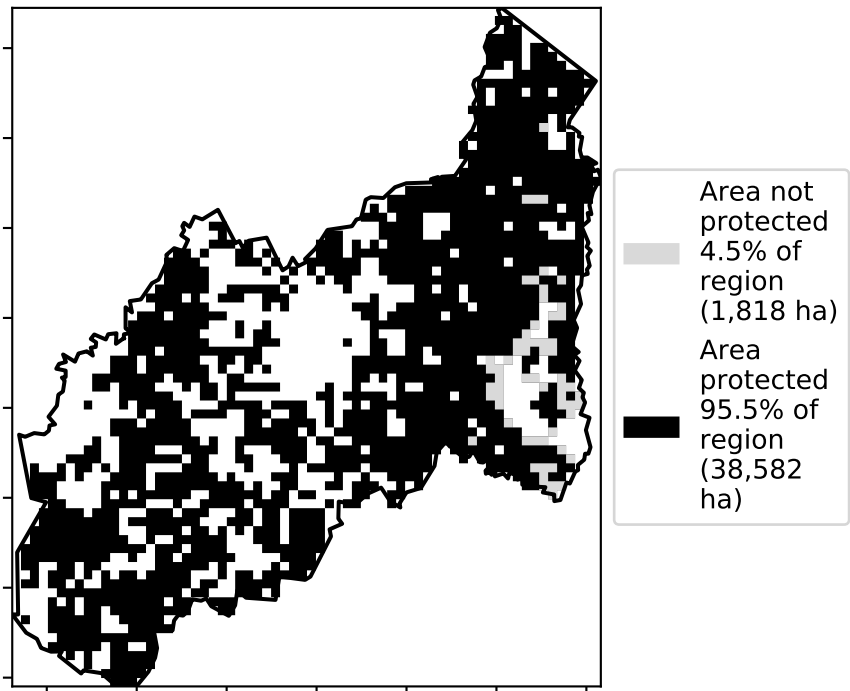 Area not
protected
4.5% of
region
(1,818 ha)
Area
protected
95.5% of
region
(38,582
ha)